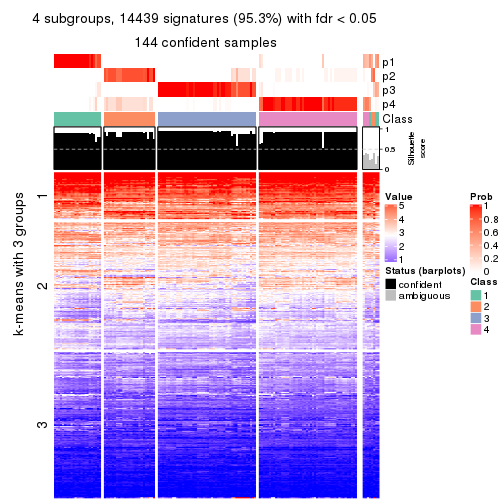 4 subgroups, 14439 signatures (95.3%) with fdr < 0.05
144 confident samples
p1
p2
p3
p4
Class
1
0.5
0
Silhouette
score
k-means with 3 groups
1
2
3
Value
5
4
3
2
1
Prob
1
0.8
0.6
0.4
0.2
0
Status (barplots)
confident
ambiguous
Class
1
2
3
4